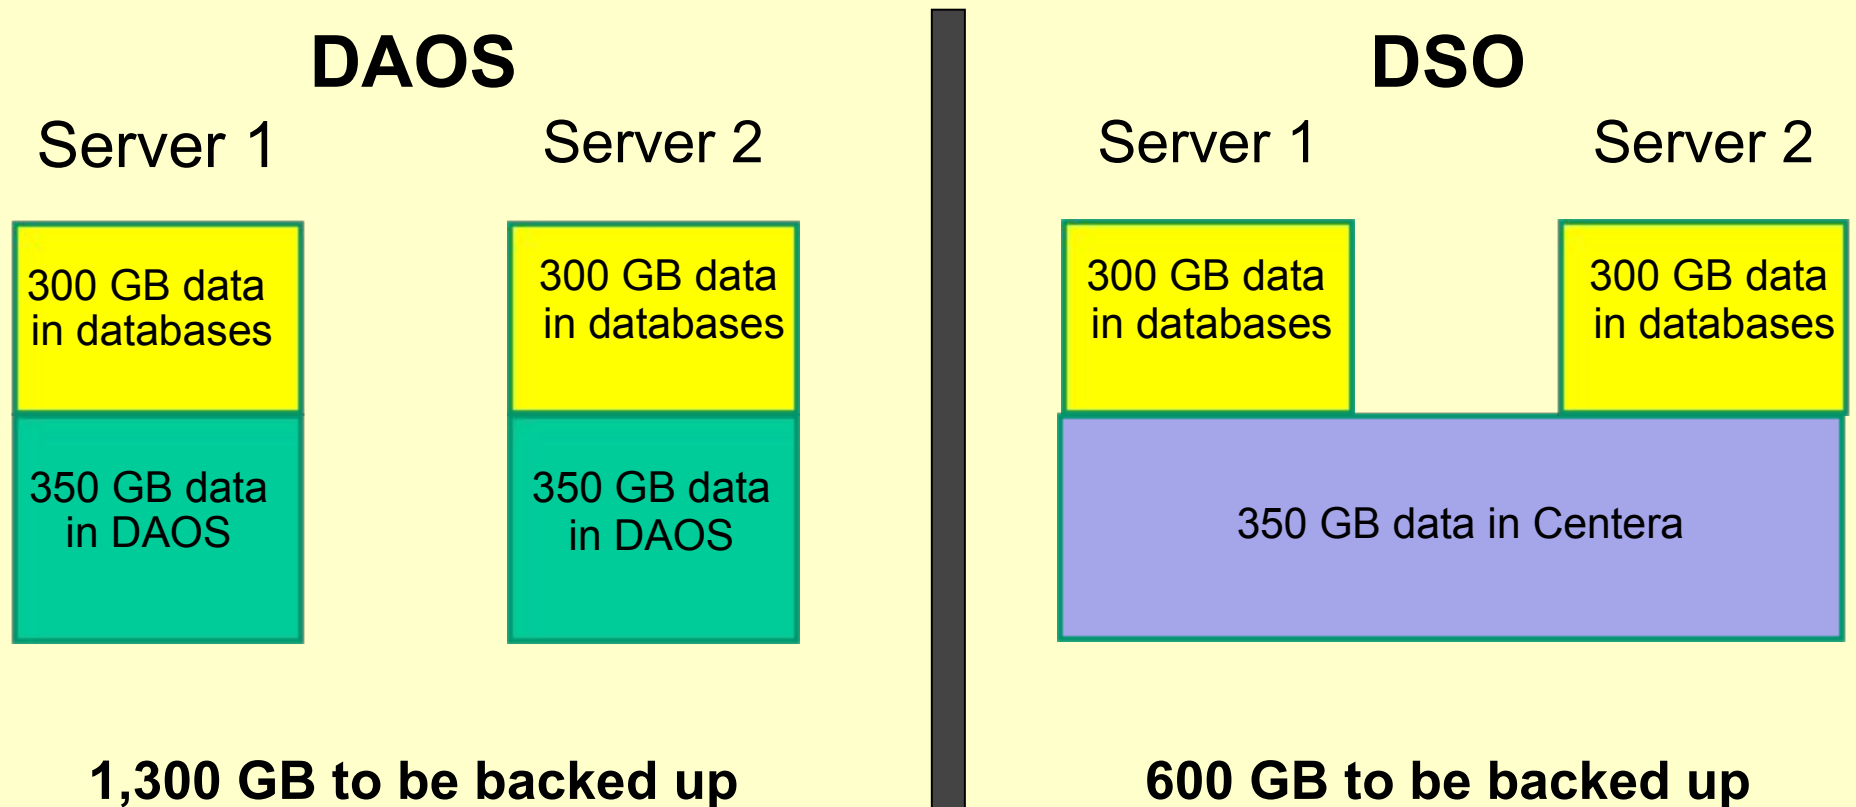 DAOS
Server 1
Server 2
300 GB data
in databases
300 GB data
in databases
350 GB data
in DAOS
350 GB data
in DAOS
1,300 GB to be backed up
DSO
Server 1
Server 2
300 GB data
in databases
300 GB data
in databases
350 GB data in Centera
600 GB to be backed up